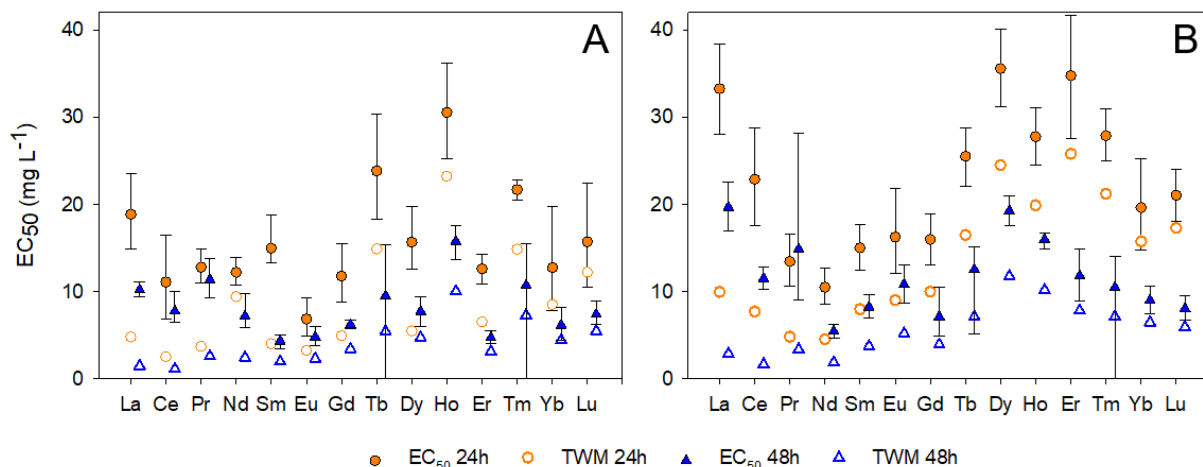 A
B
EC50 (mg L-1)
40
30
20
10
0
40
30
20
10
0
La Ce Pr Nd Sm Eu Gd Tb Dy Ho Er Tm Yb Lu
La Ce Pr Nd Sm Eu Gd Tb Dy Ho Er Tm Yb Lu
EC50 24h TWM 24h EC50 48h TWM 48h